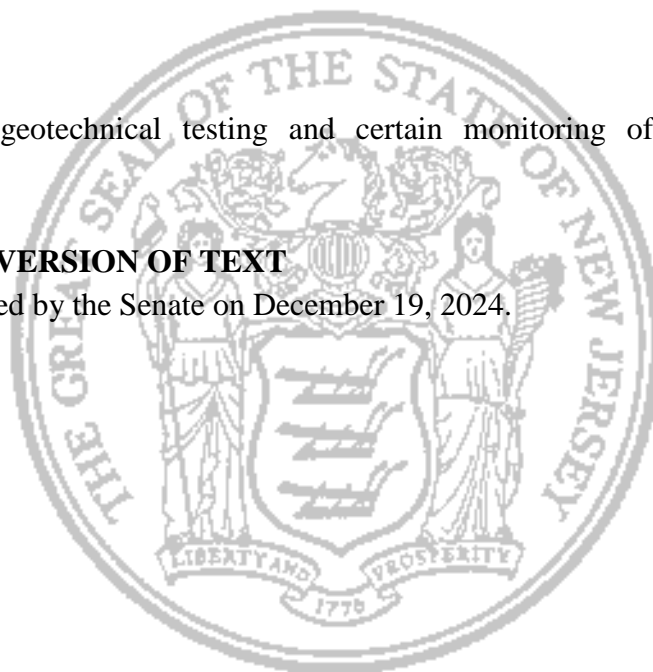 geotechnical testing and certain monitoring of
VERSION OF TEXT
ed by the Senate on December 19, 2024.
THE GREAT SEAL OF THE STATE OF NEW JERSEY
LIBERTY AND PROSPERITY
1776